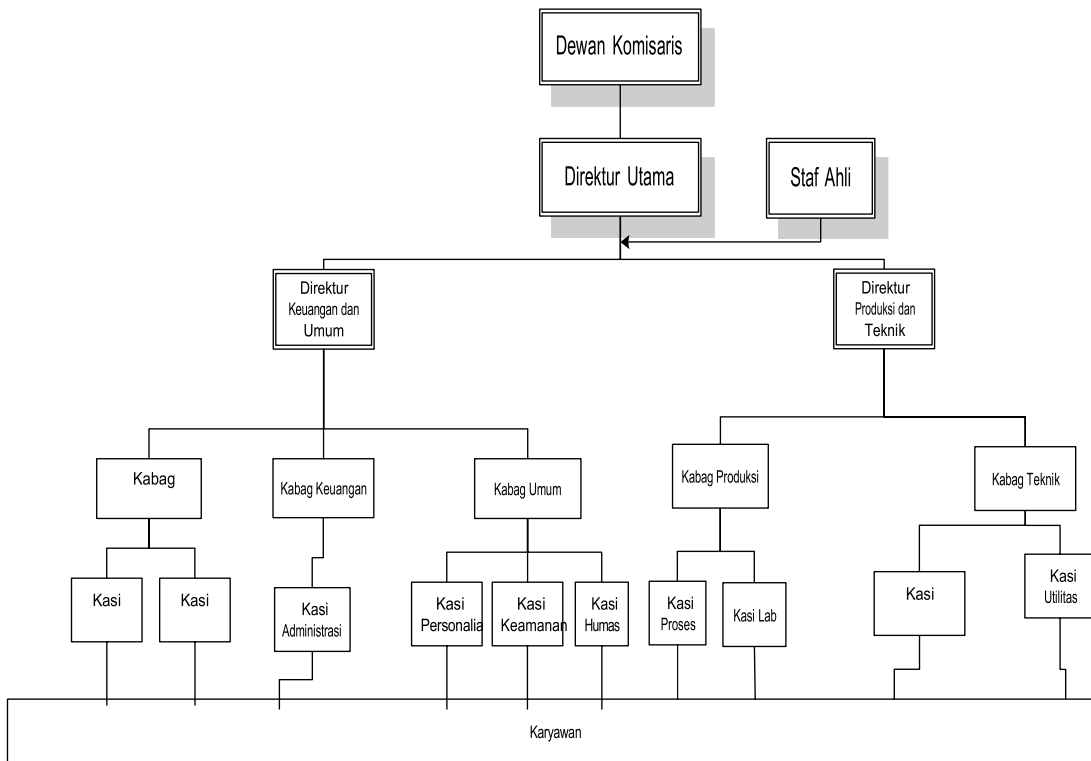 Dewan Komisaris
Direktur Utama
Staf Ahli
Direktur
Keuangan dan
Umum
Direktur
Produksi dan
Teknik
Kabag
Kabag Keuangan
Kabag Umum
Kabag Produksi
Kabag Teknik
Kasi
Kasi
Kasi
Administrasi
Kasi
Personalia
Kasi
Keamanan
Kasi
Humas
Kasi
Proses
Kasi Lab
Kasi
Kasi
Utilitas
Karyawan